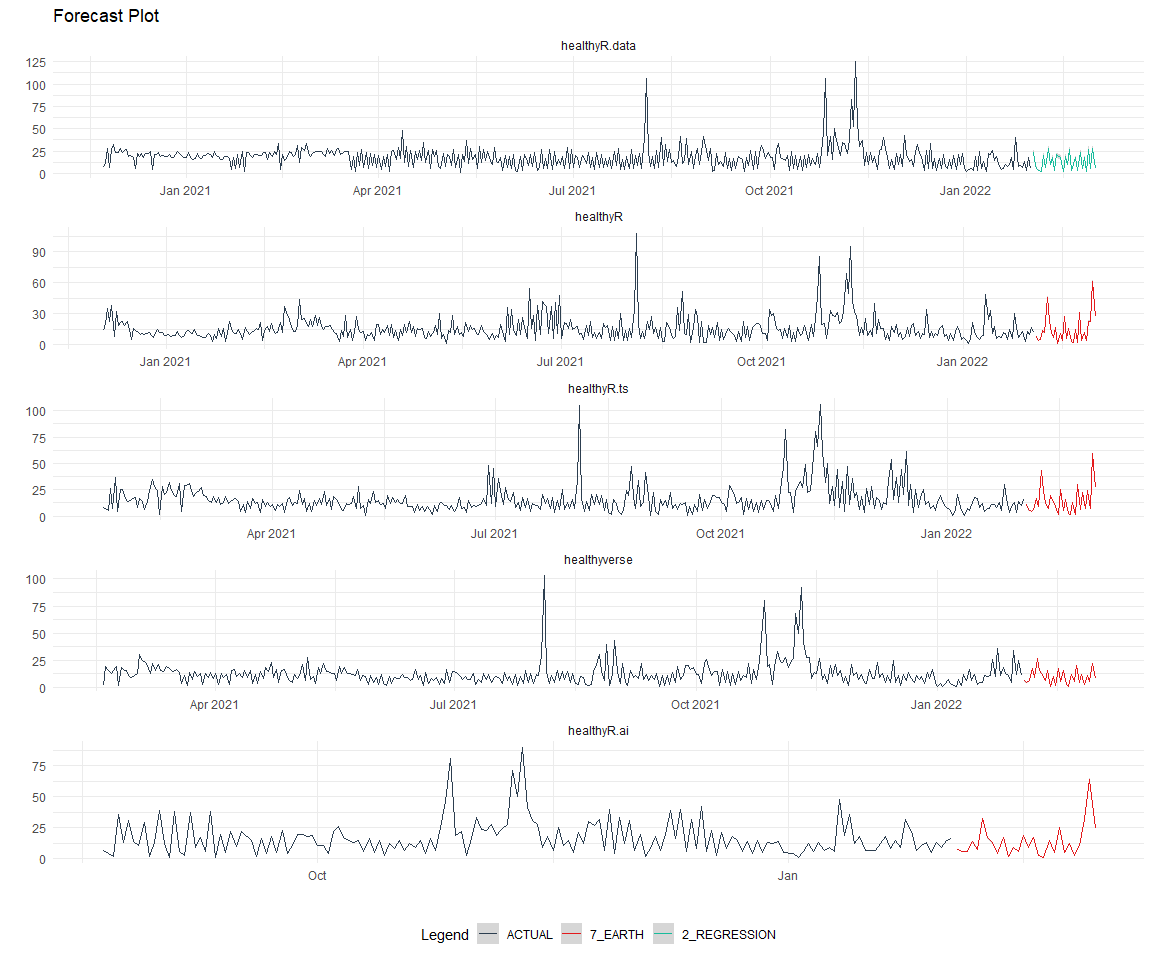 Forecast Plot
healthyR.data
125
100
75
50
25
0
Jan 2021 Apr 2021 Jul 2021 Oct 2021 Jan 2022
healthyR
90
60
30
0
Jan 2021 Apr 2021 Jul 2021 Oct 2021 Jan 2022
healthyR.ts
100
75
50
25
0
Apr 2021 Jul 2021 Oct 2021 Jan 2022
healthyverse
100
75
50
25
0
Apr 2021 Jul 2021 Oct 2021 Jan 2022
healthyR.ai
75
50
25
0
Oct Jan
Legend ACTUAL 7_EARTH 2_REGRESSION